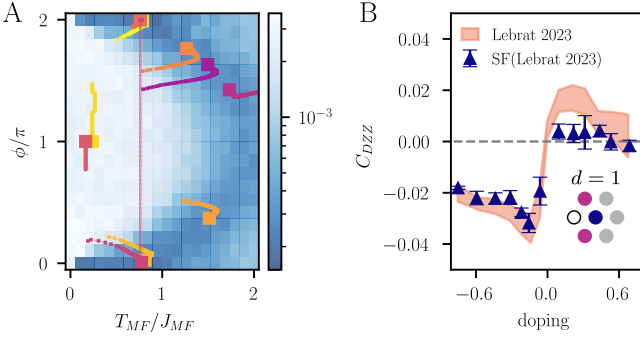 A
2
1
0
ϕ/π
0
1
2
T_MF/J_MF
10⁻³
B
0.04
0.02
0.00
−0.02
−0.04
C_DZZ
Lebrat 2023
SF(Lebrat 2023)
d = 1
−0.6
0.0
0.6
doping